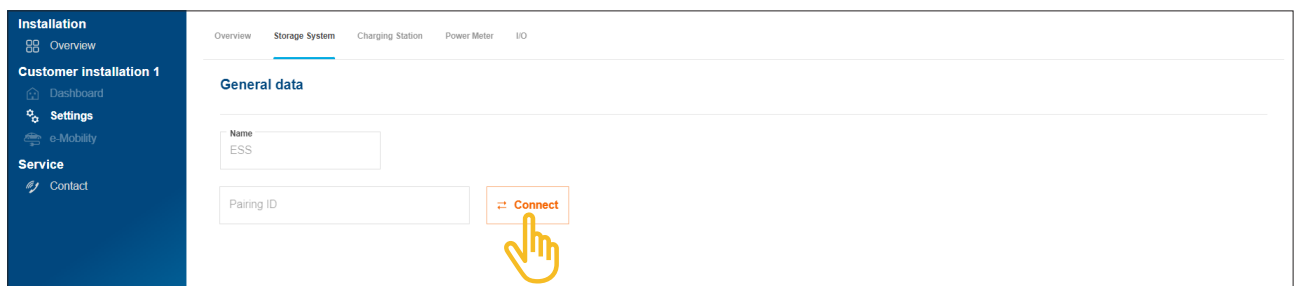 Installation
Overview
Customer installation 1
Dashboard
Settings
e-Mobility
Service
Contact
Overview Storage System Charging Station Power Meter I/O
General data
Name
ESS
Pairing ID
Connect